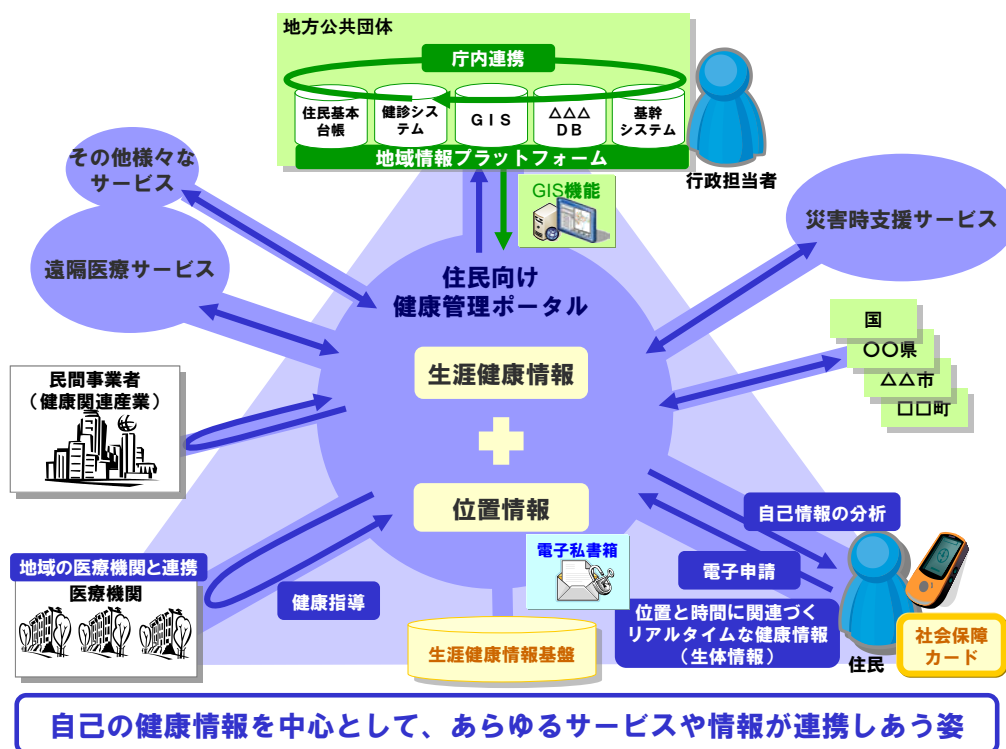 地方公共団体
庁内連携
住民基本
台帳
健診シス
テム
GIS
△△△
DB
基幹
システム
地域情報プラットフォーム
行政担当者
GIS機能
その他様々な
サービス
遠隔医療サービス
災害時支援サービス
住民向け
健康管理ポータル
生涯健康情報
位置情報
国
〇〇県
△△市
□□町
民間事業者
（健康関連産業）
地域の医療機関と連携
医療機関
健康指導
電子私書箱
自己情報の分析
電子申請
位置と時間に関連づく
リアルタイムな健康情報
（生体情報）
住民
社会保障
カード
生涯健康情報基盤
自己の健康情報を中心として、あらゆるサービスや情報が連携しあう姿